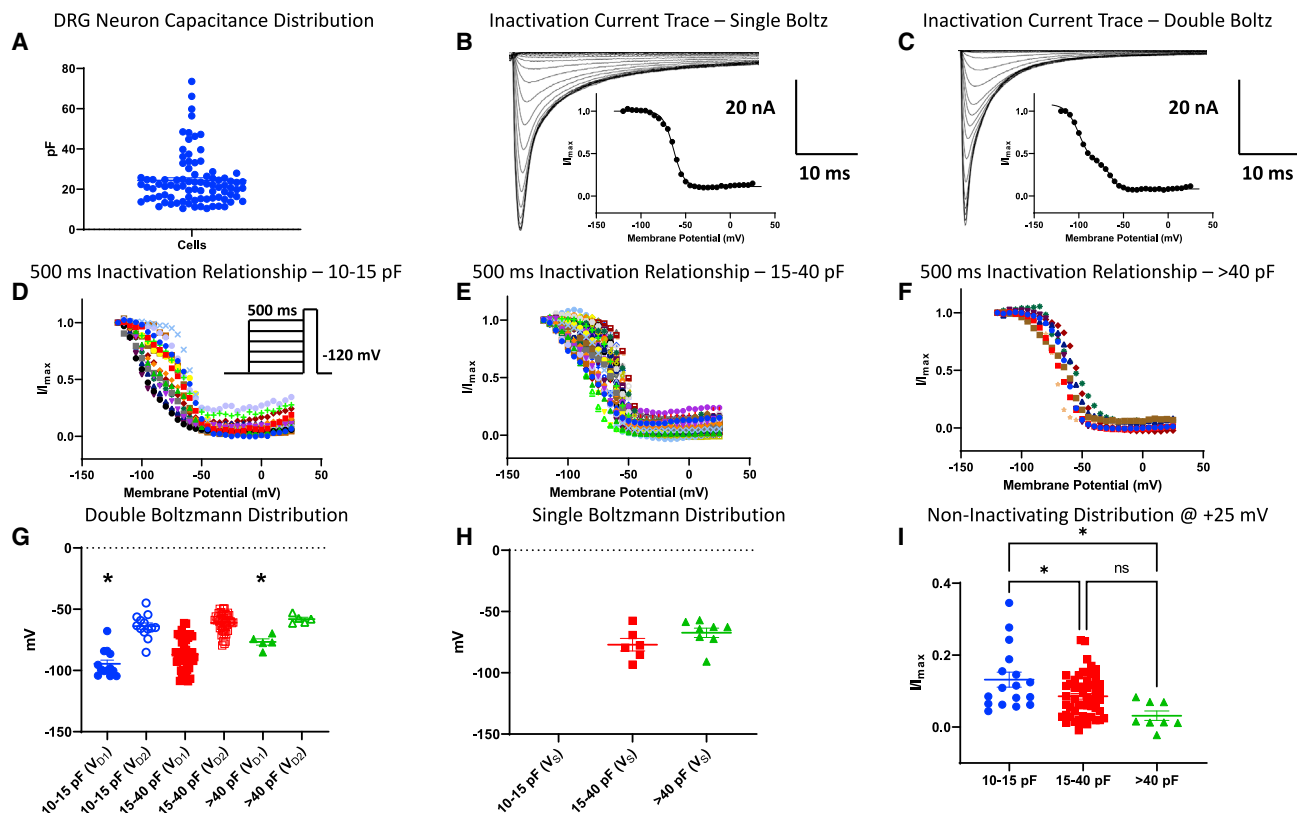 DRG Neuron Capacitance Distribution
A
80
60
40
20
0
pF
Cells
Inactivation Current Trace – Single Boltz
B
20 nA
10 ms
I/Imax
1.0
0.5
0.0
-150 -100 -50 0 50
Membrane Potential (mV)
Inactivation Current Trace – Double Boltz
C
20 nA
10 ms
I/Imax
1.0
0.5
0.0
-150 -100 -50 0 50
Membrane Potential (mV)
500 ms Inactivation Relationship – 10-15 pF
D
500 ms
-120 mV
I/Imax
1.0
0.5
0.0
-150 -100 -50 0 50
Membrane Potential (mV)
500 ms Inactivation Relationship – 15-40 pF
E
I/Imax
1.0
0.5
0.0
-150 -100 -50 0 50
Membrane Potential (mV)
500 ms Inactivation Relationship – >40 pF
F
I/Imax
1.0
0.5
0.0
-150 -100 -50 0 50
Membrane Potential (mV)
Double Boltzmann Distribution
G
0
-50
-100
-150
mV
* *
10-15 pF (VD1)
10-15 pF (VD2)
15-40 pF (VD1)
15-40 pF (VD2)
>40 pF (VD1)
>40 pF (VD2)
Single Boltzmann Distribution
H
0
-50
-100
-150
mV
10-15 pF (VS)
15-40 pF (VS)
>40 pF (VS)
Non-Inactivating Distribution @ +25 mV
I
*
* ns
0.4
0.2
0.0
I/Imax
10-15 pF 15-40 pF >40 pF